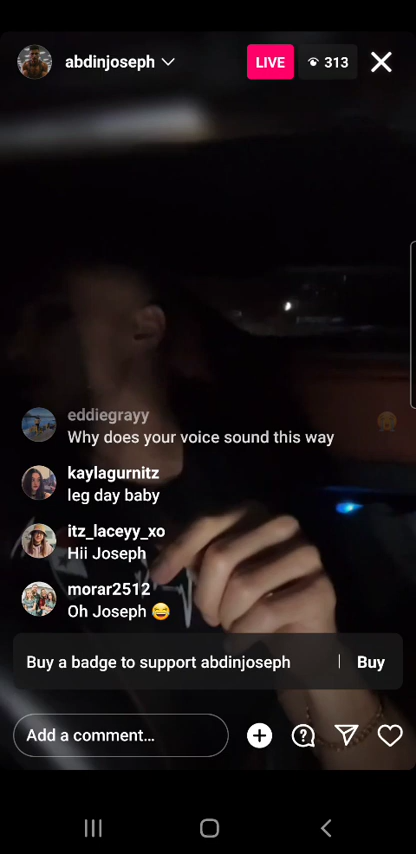 abdinjoseph
LIVE
313
eddiegrayy
Why does your voice sound this way
kaylagurnitz
leg day baby
itz_laceyy_xo
Hii Joseph
morar2512
Oh Joseph 😅
Buy a badge to support abdinjoseph | Buy
Add a comment...